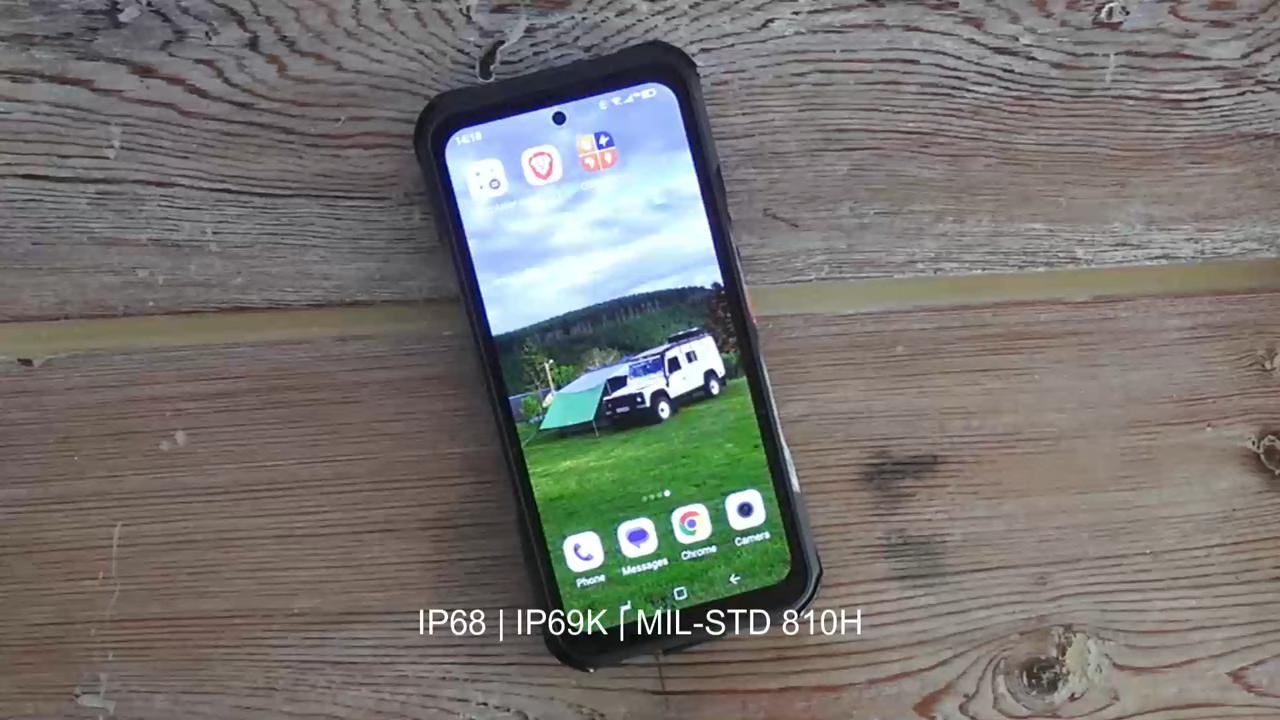 14:18
Phone
Messages
Chrome
Camera
IP68 | IP69K | MIL-STD 810H